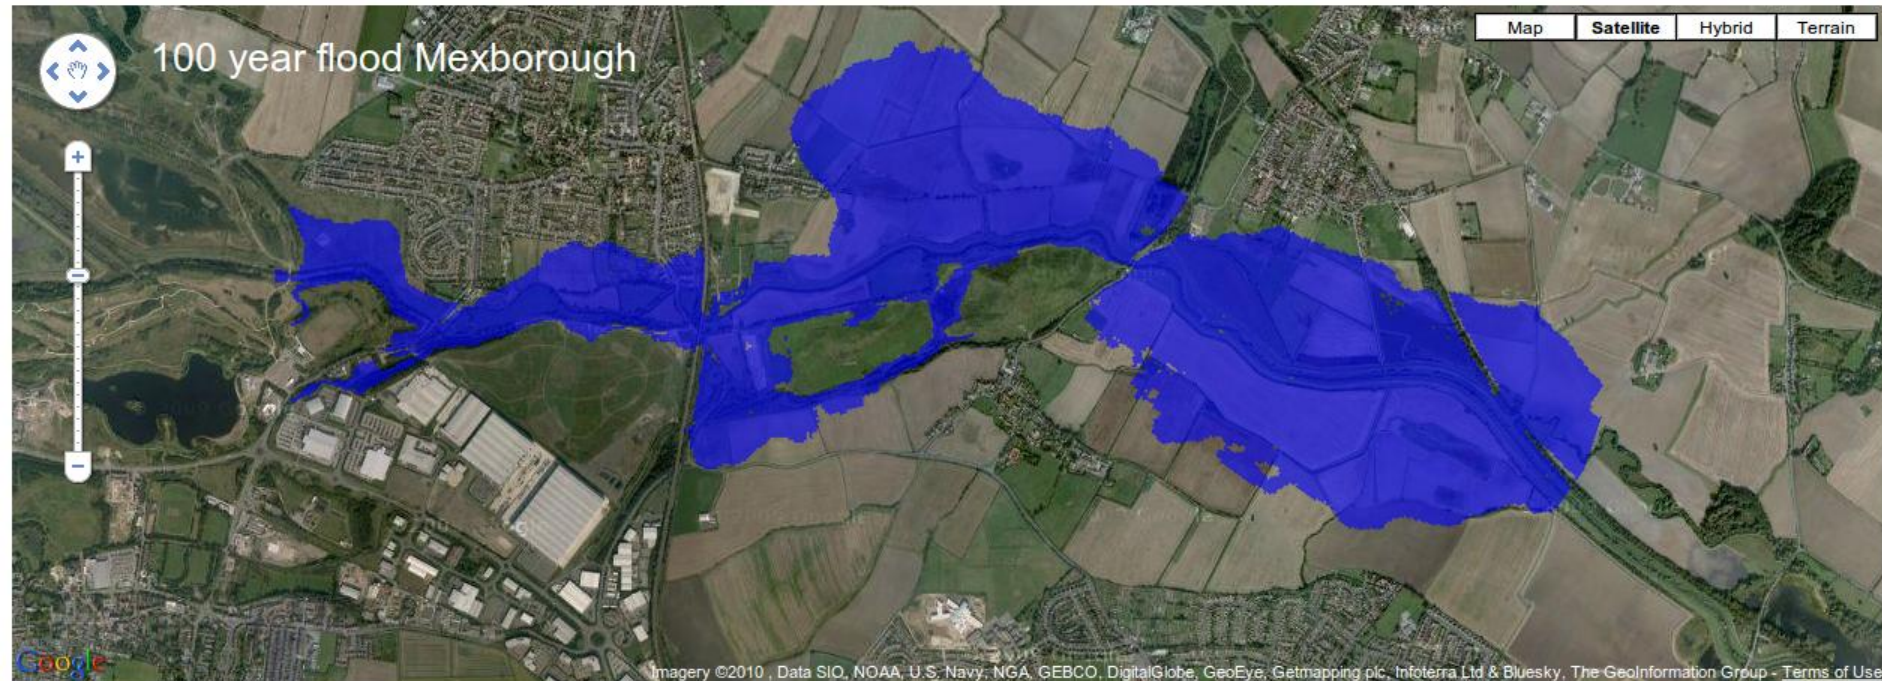 100 year flood Mexborough
Map Satellite Hybrid Terrain
Google
Imagery ©2010 , Data SIO, NOAA, U.S. Navy, NGA, GEBCO, DigitalGlobe, GeoEye, Getmapping plc, Infoterra Ltd & Bluesky, The GeoInformation Group - Terms of Use